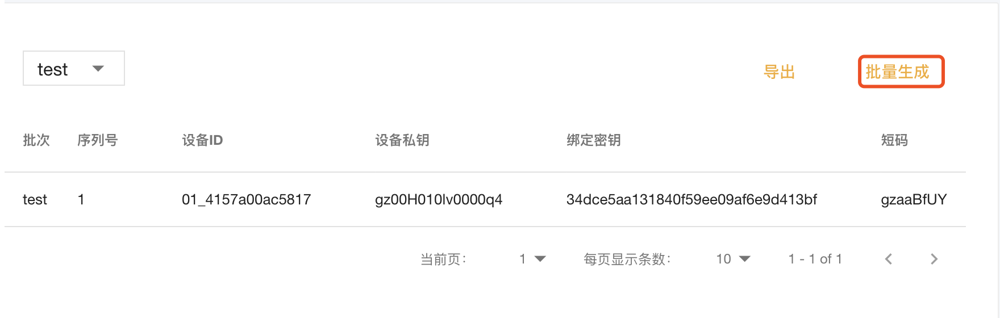 test 导出 批量生成
批次 序列号 设备ID 设备私钥 绑定密钥 短码
test 1 01_4157a00ac5817 gz00H010lv0000q4 34dce5aa131840f59ee09af6e9d413bf gzaaBfUY
当前页： 1 每页显示条数： 10 1 - 1 of 1